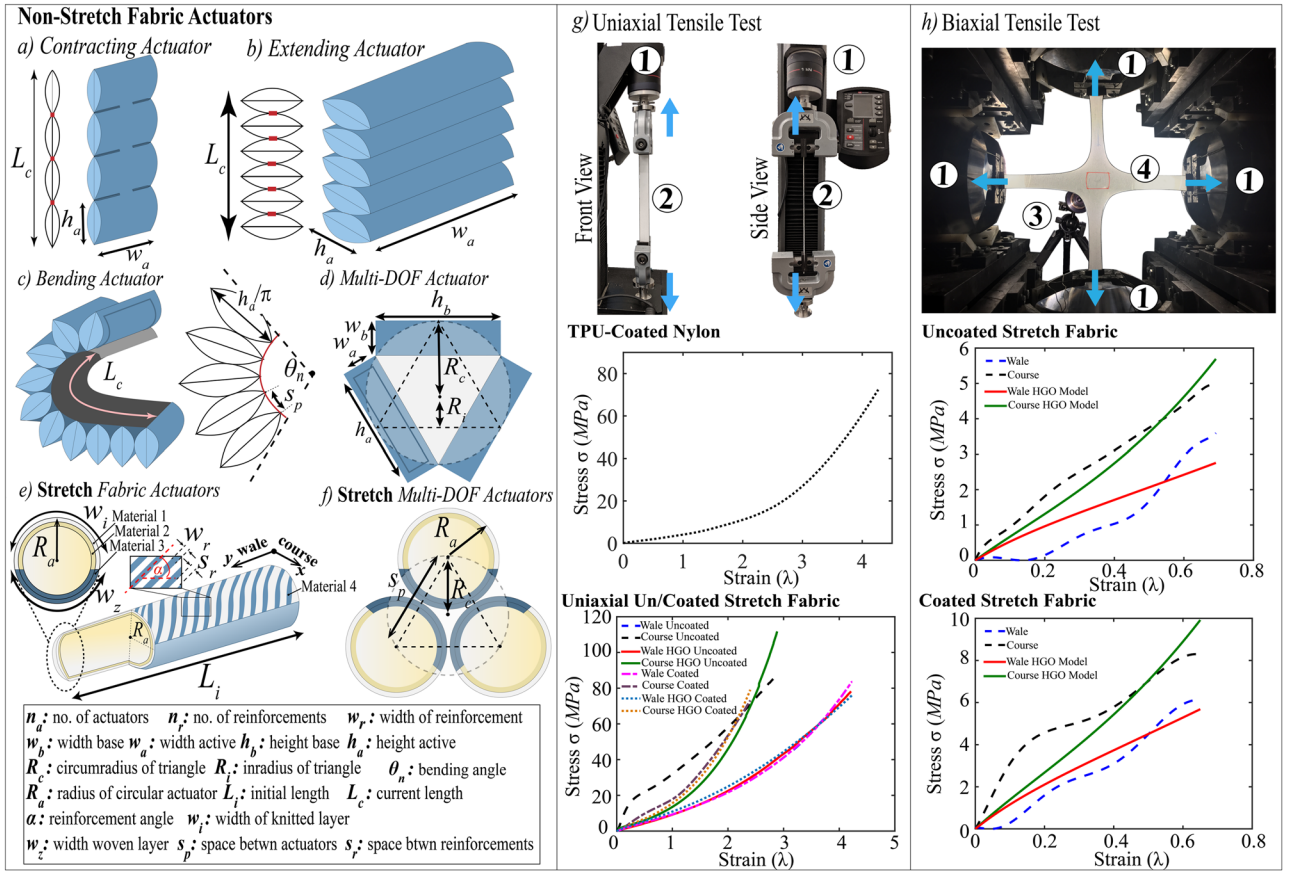 Non-Stretch Fabric Actuators
a) Contracting Actuator
L_c
h_a
w_a
b) Extending Actuator
L_c
h_a
w_a
c) Bending Actuator
L_c
h_a/π
θ_n
s_p
d) Multi-DOF Actuator
h_b
w_b
w_a
R_c
R_i
h_a
e) Stretch Fabric Actuators
w_i
Material 1
Material 2
Material 3
R_a
w_z
w_r
s_r
α
y wale course x
Material 4
R_a
L_i
f) Stretch Multi-DOF Actuators
R_a
s_p
R_c
n_a: no. of actuators n_r: no. of reinforcements w_r: width of reinforcement
w_b: width base w_a: width active h_b: height base h_a: height active
R_c: circumradius of triangle R_i: inradius of triangle θ_n: bending angle
R_a: radius of circular actuator L_i: initial length L_c: current length
α: reinforcement angle w_i: width of knitted layer
w_z: width woven layer s_p: space betwn actuators s_r: space btwn reinforcements
g) Uniaxial Tensile Test
1
1
2
2
Front View
Side View
TPU-Coated Nylon
Stress σ (MPa)
80
60
40
20
0
0 1 2 3 4
Strain (λ)
Uniaxial Un/Coated Stretch Fabric
Stress σ (MPa)
120
100
80
60
40
20
0
Wale Uncoated
Course Uncoated
Wale HGO Uncoated
Course HGO Uncoated
Wale Coated
Course Coated
Wale HGO Coated
Course HGO Coated
0 1 2 3 4 5
Strain (λ)
h) Biaxial Tensile Test
1
1
4
1
3
1
Uncoated Stretch Fabric
Stress σ (MPa)
6
5
4
3
2
1
0
Wale
Course
Wale HGO Model
Course HGO Model
0 0.2 0.4 0.6 0.8
Strain (λ)
Coated Stretch Fabric
Stress σ (MPa)
10
8
6
4
2
0
Wale
Course
Wale HGO Model
Course HGO Model
0 0.2 0.4 0.6 0.8
Strain (λ)